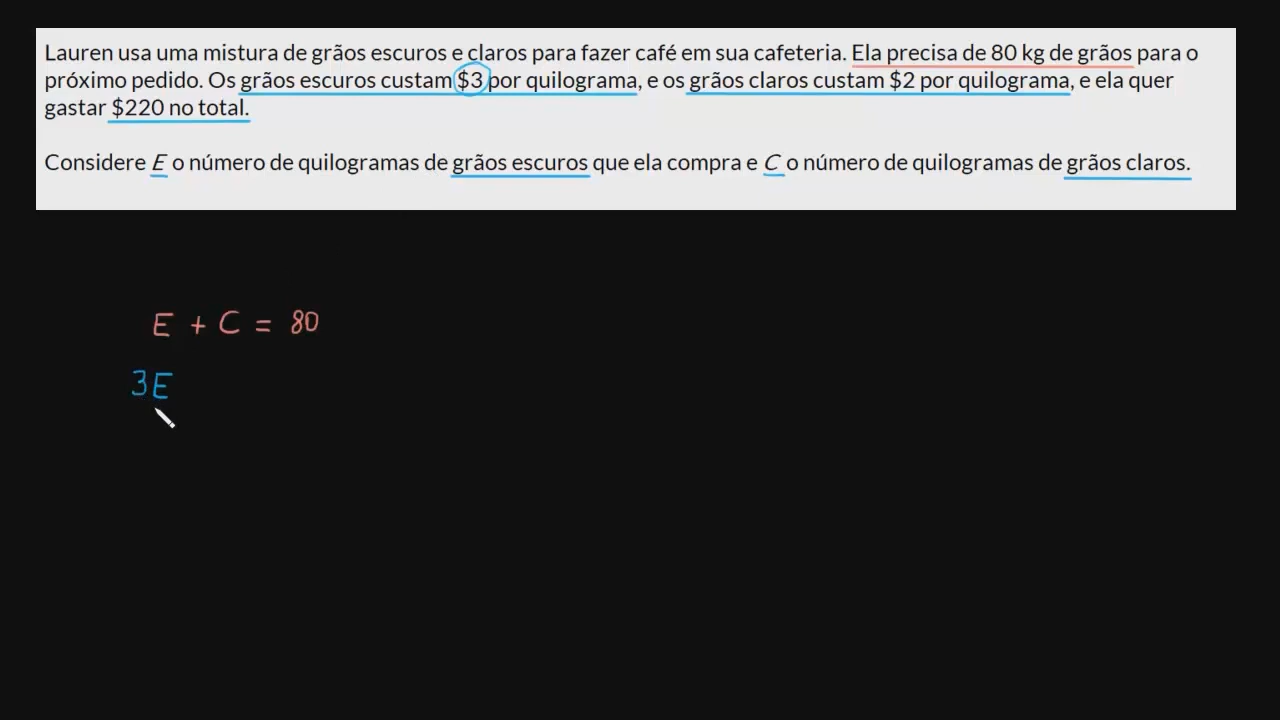 Lauren usa uma mistura de grãos escuros e claros para fazer café em sua cafeteria. Ela precisa de 80 kg de grãos para o
próximo pedido. Os grãos escuros custam $3 por quilograma, e os grãos claros custam $2 por quilograma, e ela quer
gastar $220 no total.
Considere E o número de quilogramas de grãos escuros que ela compra e C o número de quilogramas de grãos claros.
E + C = 80
3E